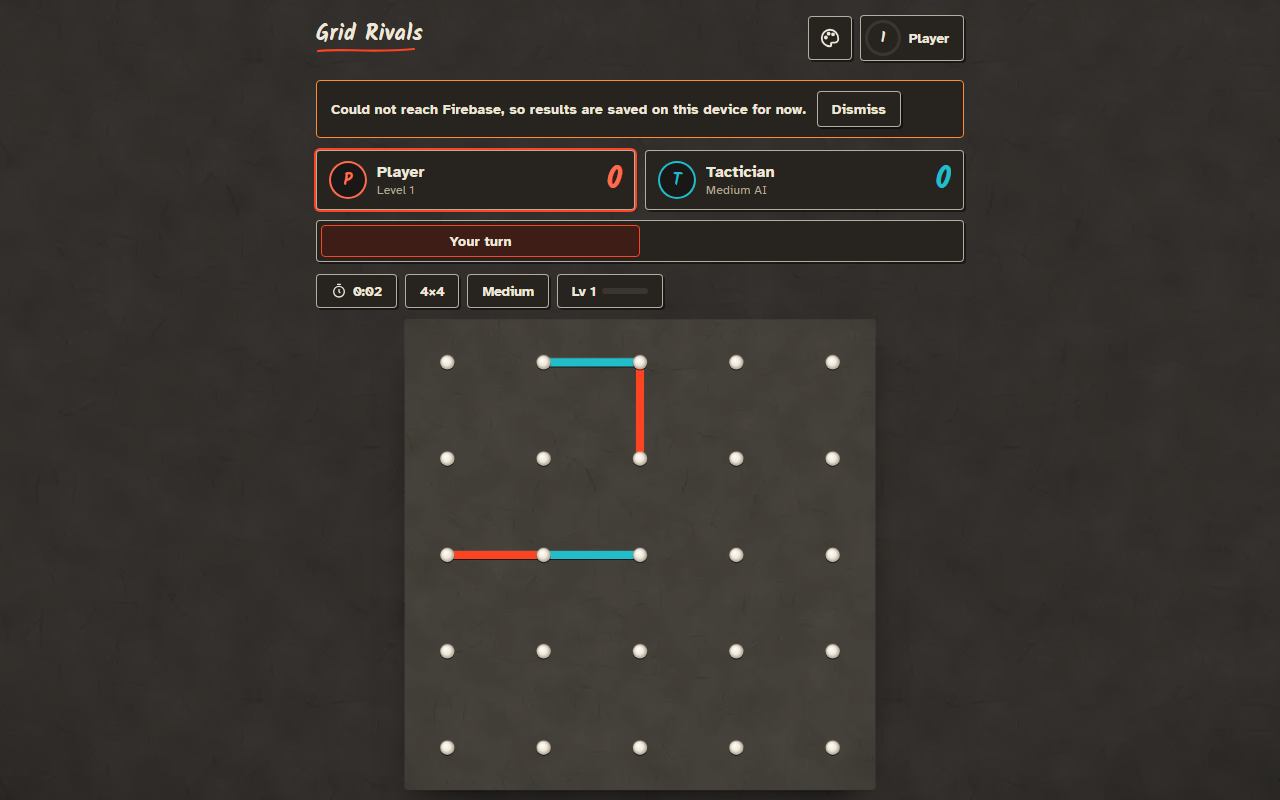 Grid Rivals
1 Player
Could not reach Firebase, so results are saved on this device for now. Dismiss
P Player Level 1 0
T Tactician Medium AI 0
Your turn
0:02 4×4 Medium Lv 1